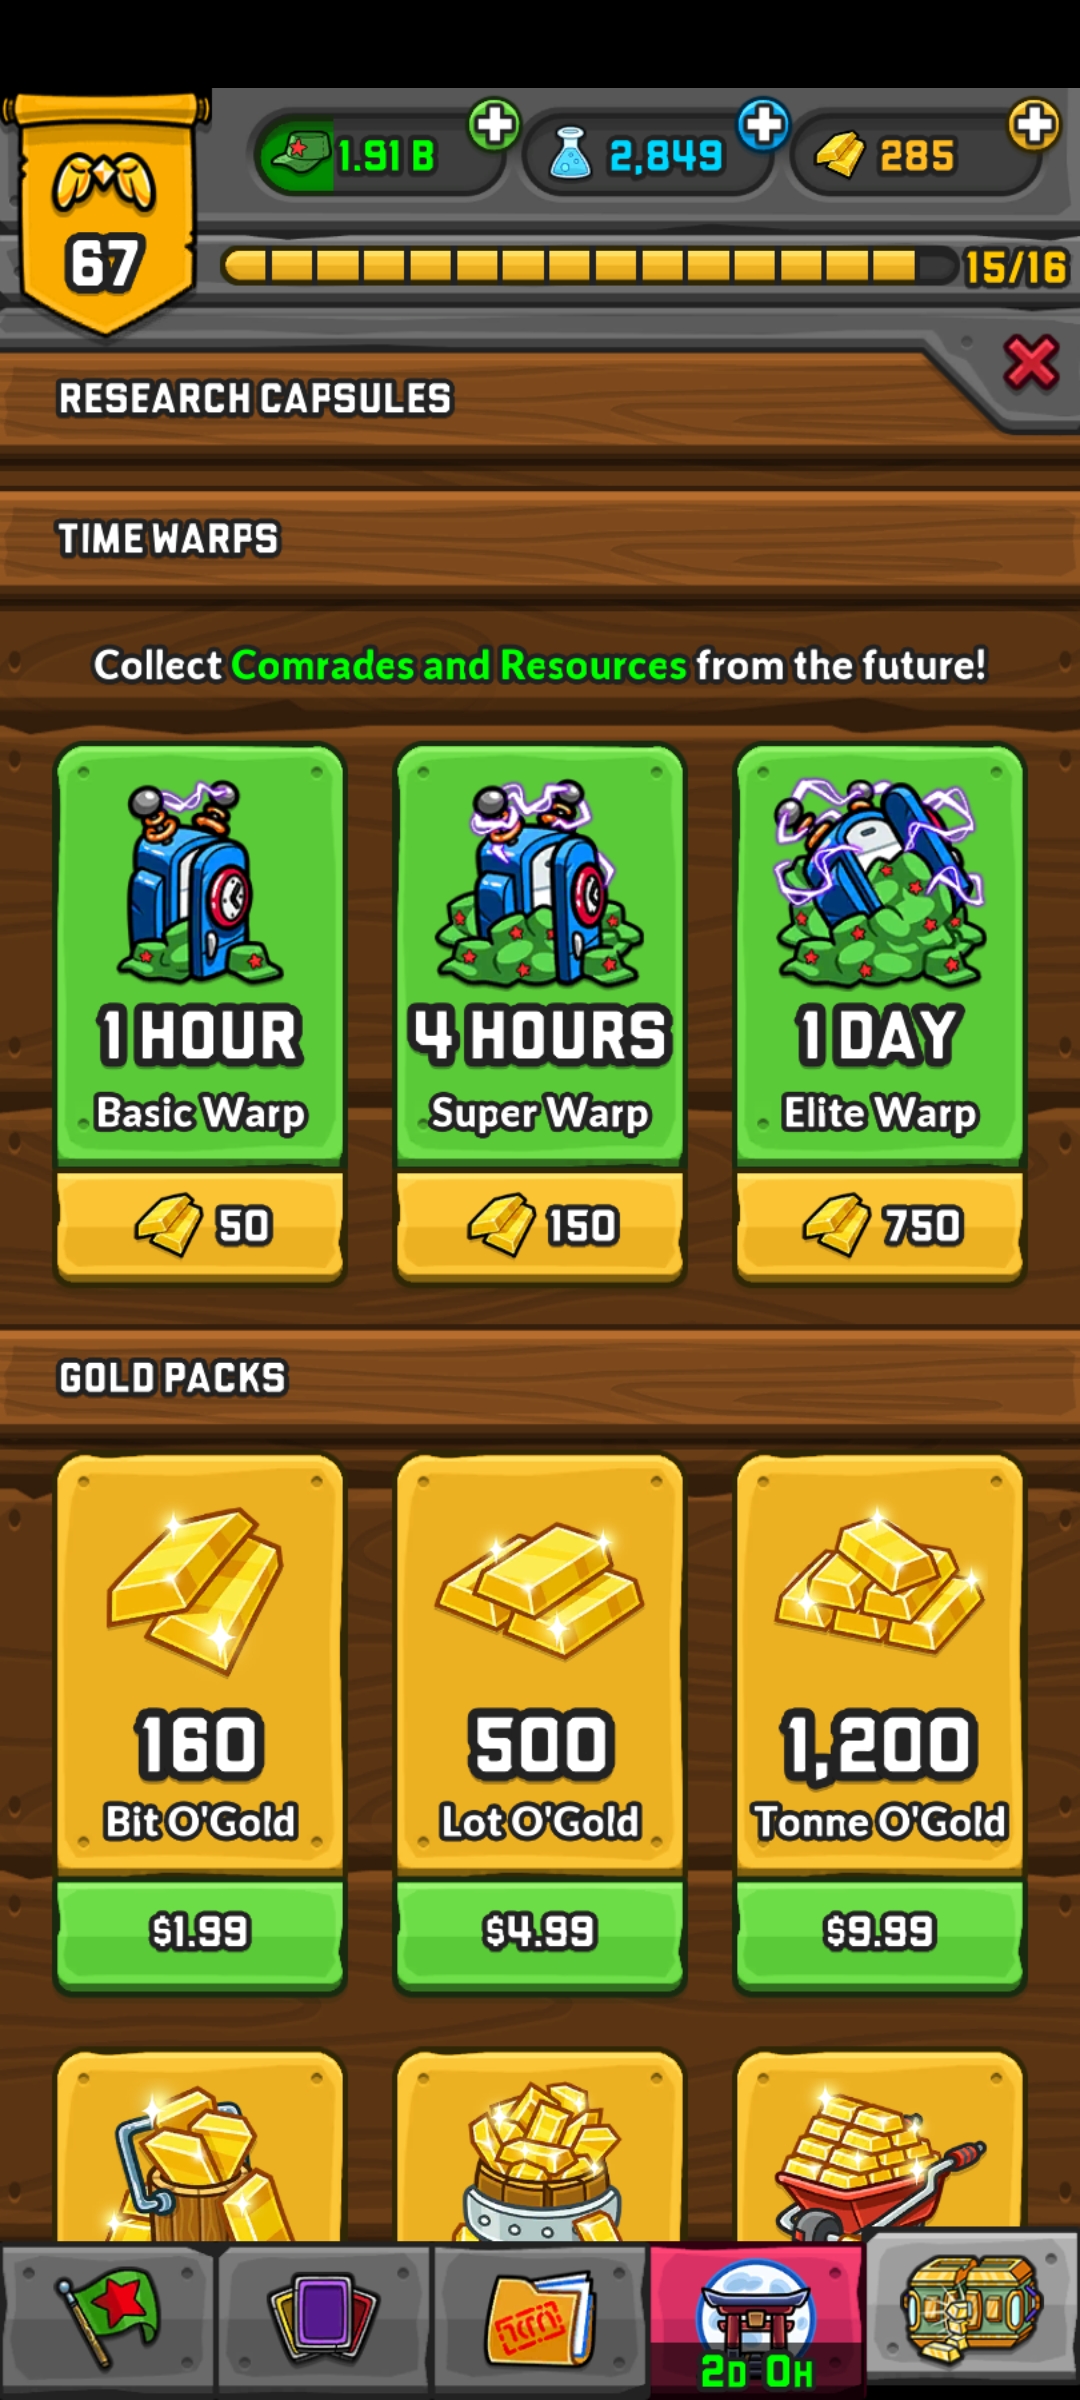 1.91 B
2,849
285
67
15/16
RESEARCH CAPSULES
TIME WARPS
Collect Comrades and Resources from the future!
1 HOUR
Basic Warp
50
4 HOURS
Super Warp
150
1 DAY
Elite Warp
750
GOLD PACKS
160
Bit O'Gold
$1.99
500
Lot O'Gold
$4.99
1,200
Tonne O'Gold
$9.99
2D 0H